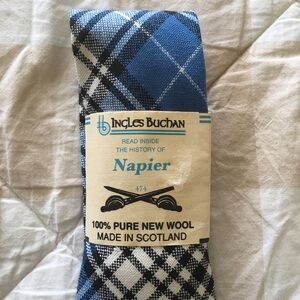 INGLES BUCHAN
READ INSIDE
THE HISTORY OF
Napier
474
100% PURE NEW WOOL
MADE IN SCOTLAND